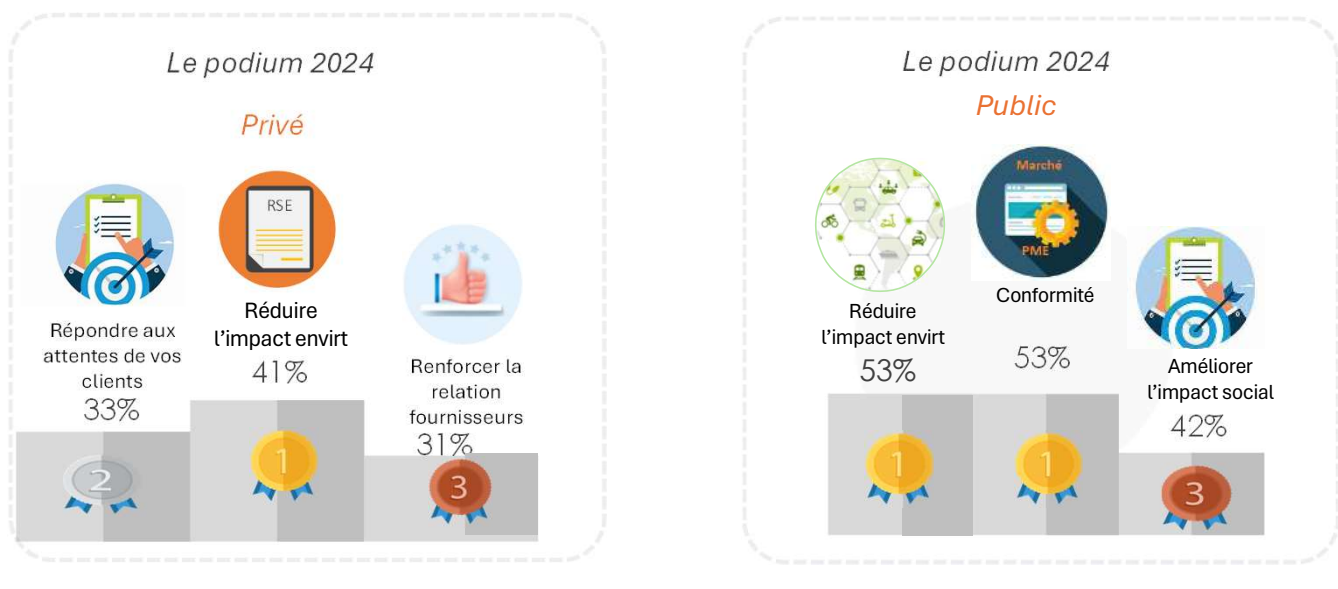 Le podium 2024
Privé
RSE
Répondre aux
attentes de vos
clients
33%
Réduire
l’impact envirt
41%
Renforcer la
relation
fournisseurs
31%
2
1
3
Le podium 2024
Public
Réduire
l’impact envirt
53%
Marché
PME
Conformité
53%
Améliorer
l’impact social
42%
1
1
3